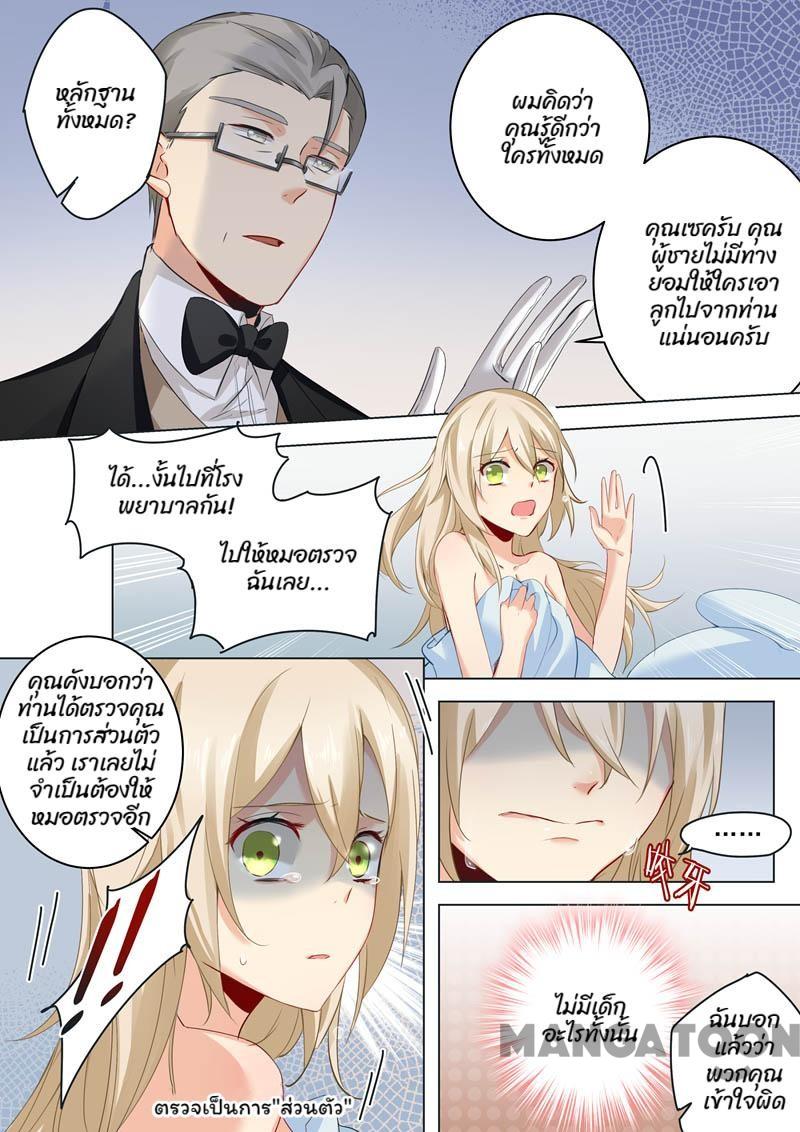 หลักฐาน
ทั้งหมด?
ผมคิดว่า
คุณรู้ดีกว่า
ใครทั้งหมด
คุณเซครับ คุณ
ผู้ชายไม่มีทาง
ยอมให้ใครเอา
ลูกไปจากท่าน
แน่นอนครับ
ได้...งั้นไปที่โรง
พยาบาลกัน!
ไปให้หมอตรวจ
ฉันเลย...
คุณคังบอกว่า
ท่านได้ตรวจคุณ
เป็นการส่วนตัว
แล้ว เราเลยไม่
จำเป็นต้องให้
หมอตรวจอีก
!!
ตรวจเป็นการ"ส่วนตัว"
......
咋牙
ไม่มีเด็ก
อะไรทั้งนั้น
ฉันบอก
แล้วว่า
พวกคุณ
เข้าใจผิด
MANGATOON